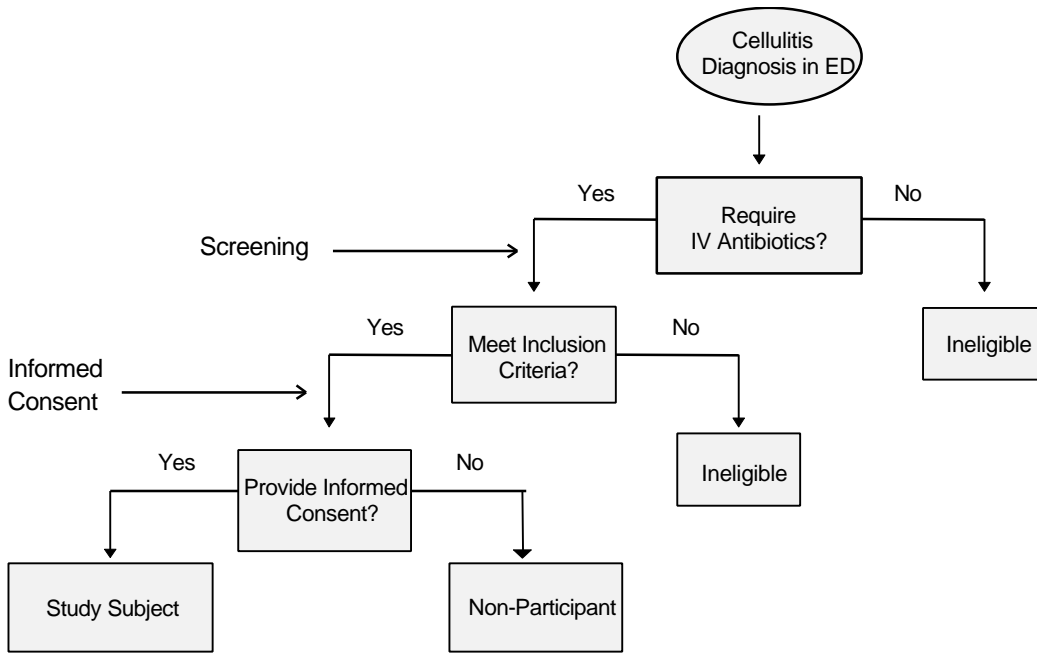 Cellulitis
Diagnosis in ED
Yes
No
Require
IV Antibiotics?
Screening
Yes
No
Meet Inclusion
Criteria?
Ineligible
Informed
Consent
Yes
No
Provide Informed
Consent?
Ineligible
Study Subject
Non-Participant